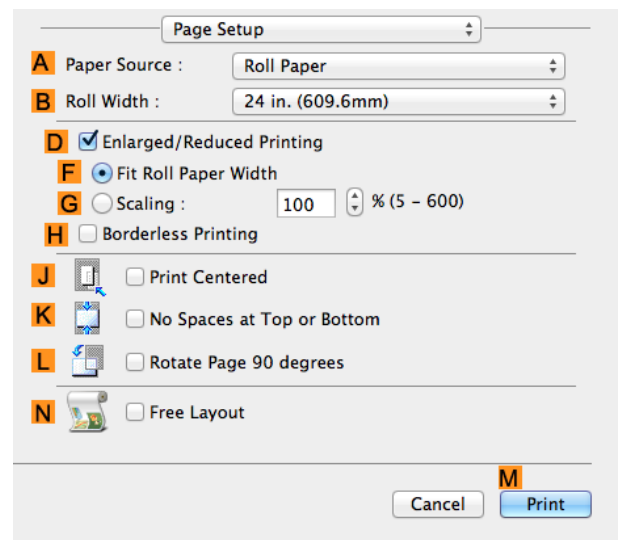 Page Setup
A Paper Source : Roll Paper
B Roll Width : 24 in. (609.6mm)
D Enlarged/Reduced Printing
F Fit Roll Paper Width
G Scaling : 100 % (5 – 600)
H Borderless Printing
J Print Centered
K No Spaces at Top or Bottom
L Rotate Page 90 degrees
N Free Layout
M
Cancel Print